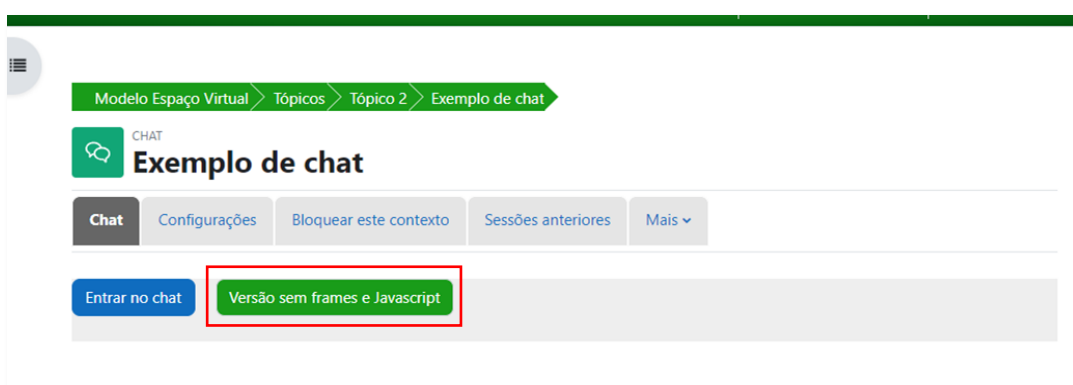 Modelo Espaço Virtual Tópicos Tópico 2 Exemplo de chat
CHAT
Exemplo de chat
Chat Configurações Bloquear este contexto Sessões anteriores Mais
Entrar no chat Versão sem frames e Javascript